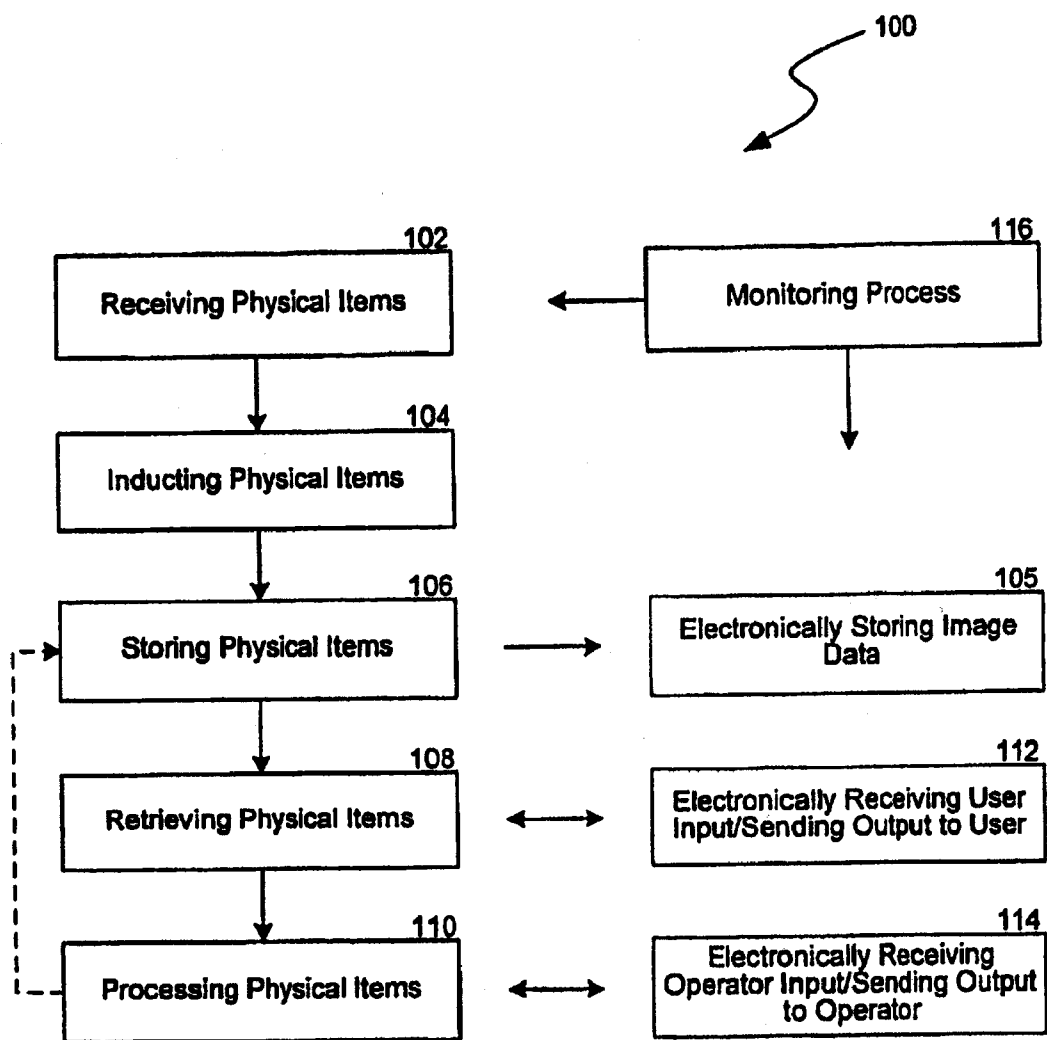 100
102
Receiving Physical Items
116
Monitoring Process
104
Inducting Physical Items
106
Storing Physical Items
105
Electronically Storing Image
Data
108
Retrieving Physical Items
112
Electronically Receiving User
Input/Sending Output to User
110
Processing Physical Items
114
Electronically Receiving
Operator Input/Sending Output
to Operator